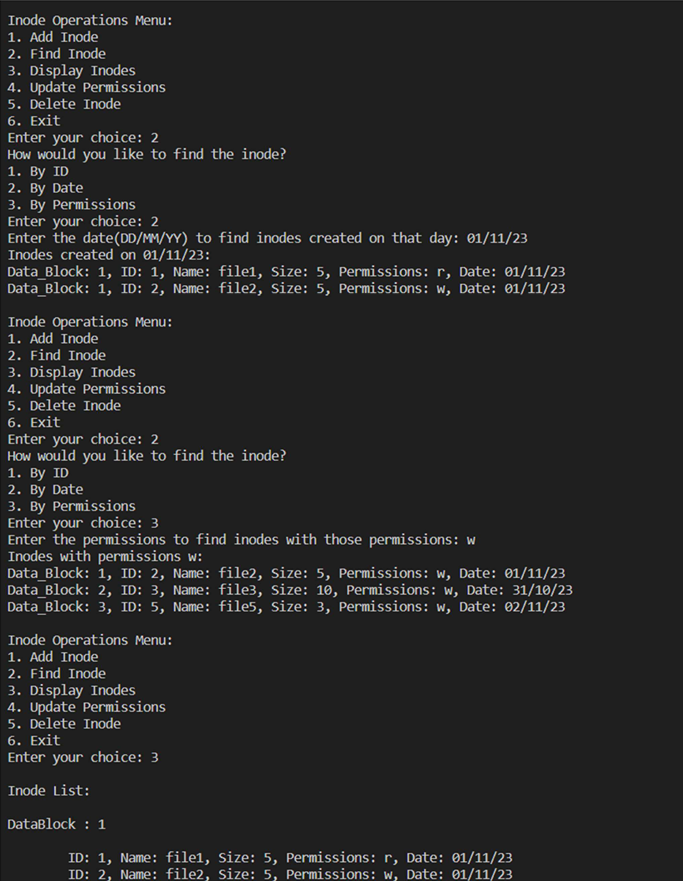 Inode Operations Menu:
1. Add Inode
2. Find Inode
3. Display Inodes
4. Update Permissions
5. Delete Inode
6. Exit
Enter your choice: 2
How would you like to find the inode?
1. By ID
2. By Date
3. By Permissions
Enter your choice: 2
Enter the date(DD/MM/YY) to find inodes created on that day: 01/11/23
Inodes created on 01/11/23:
Data_Block: 1, ID: 1, Name: file1, Size: 5, Permissions: r, Date: 01/11/23
Data_Block: 1, ID: 2, Name: file2, Size: 5, Permissions: w, Date: 01/11/23
Inode Operations Menu:
1. Add Inode
2. Find Inode
3. Display Inodes
4. Update Permissions
5. Delete Inode
6. Exit
Enter your choice: 2
How would you like to find the inode?
1. By ID
2. By Date
3. By Permissions
Enter your choice: 3
Enter the permissions to find inodes with those permissions: w
Inodes with permissions w:
Data_Block: 1, ID: 2, Name: file2, Size: 5, Permissions: w, Date: 01/11/23
Data_Block: 2, ID: 3, Name: file3, Size: 10, Permissions: w, Date: 31/10/23
Data_Block: 3, ID: 5, Name: file5, Size: 3, Permissions: w, Date: 02/11/23
Inode Operations Menu:
1. Add Inode
2. Find Inode
3. Display Inodes
4. Update Permissions
5. Delete Inode
6. Exit
Enter your choice: 3
Inode List:
DataBlock : 1
ID: 1, Name: file1, Size: 5, Permissions: r, Date: 01/11/23
ID: 2, Name: file2, Size: 5, Permissions: w, Date: 01/11/23